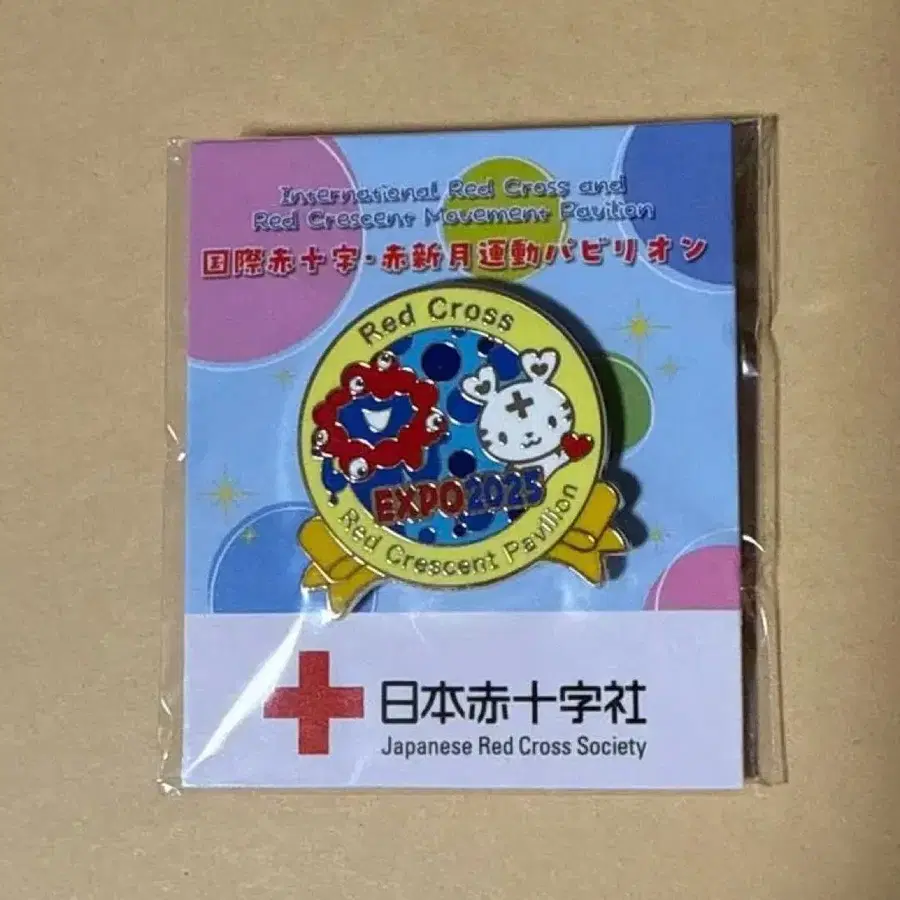 International Red Cross and
Red Crescent Movement Pavilion
国際赤十字・赤新月運動パビリオン
Red Cross
EXPO2025
Red Crescent Pavilion
日本赤十字社
Japanese Red Cross Society